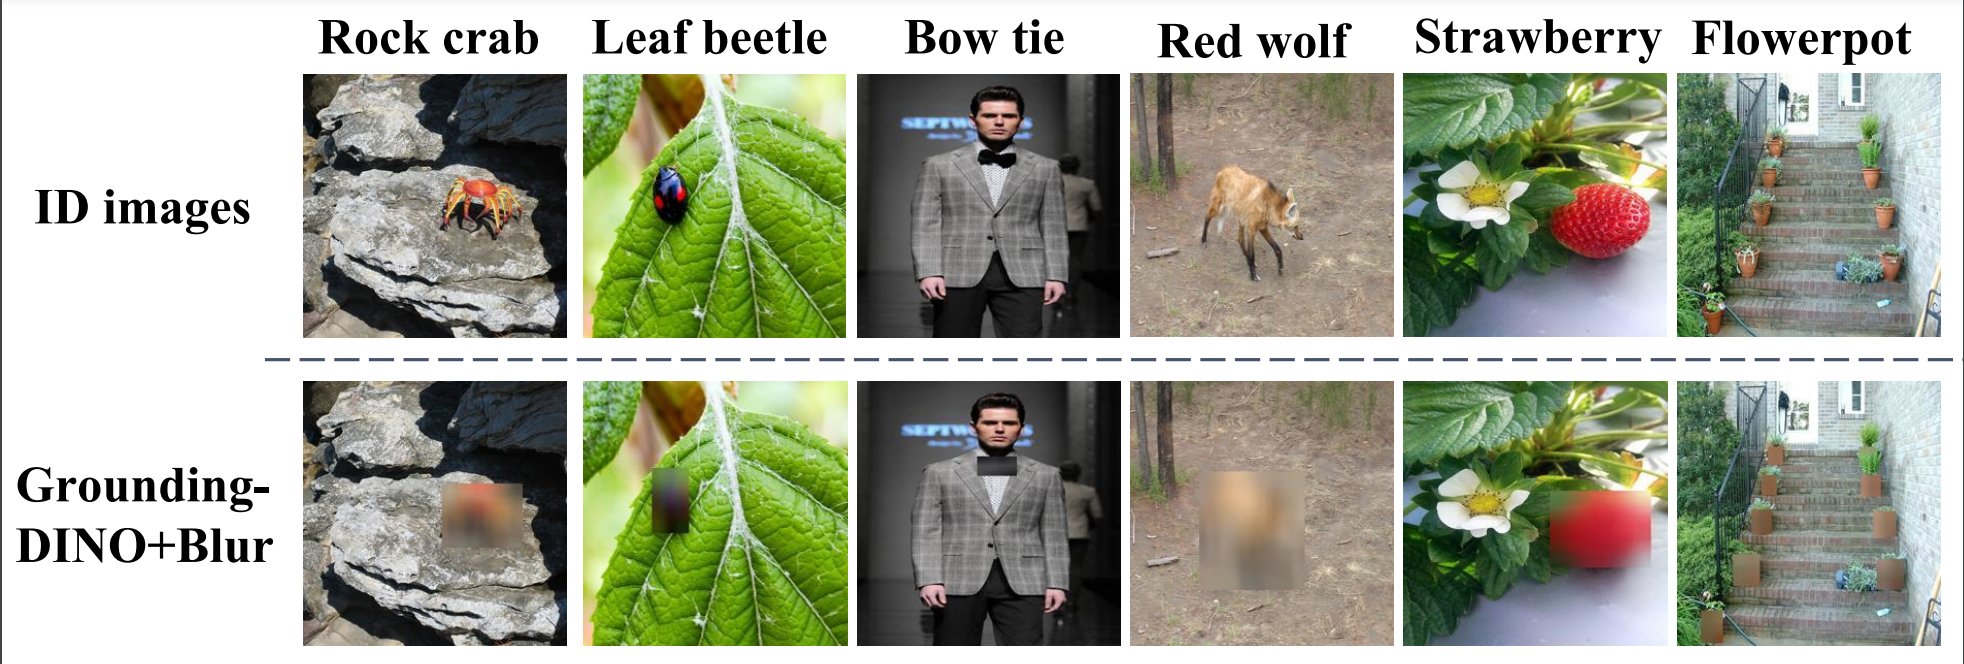 Rock crab Leaf beetle Bow tie Red wolf Strawberry Flowerpot
ID images
Grounding-
DINO+Blur